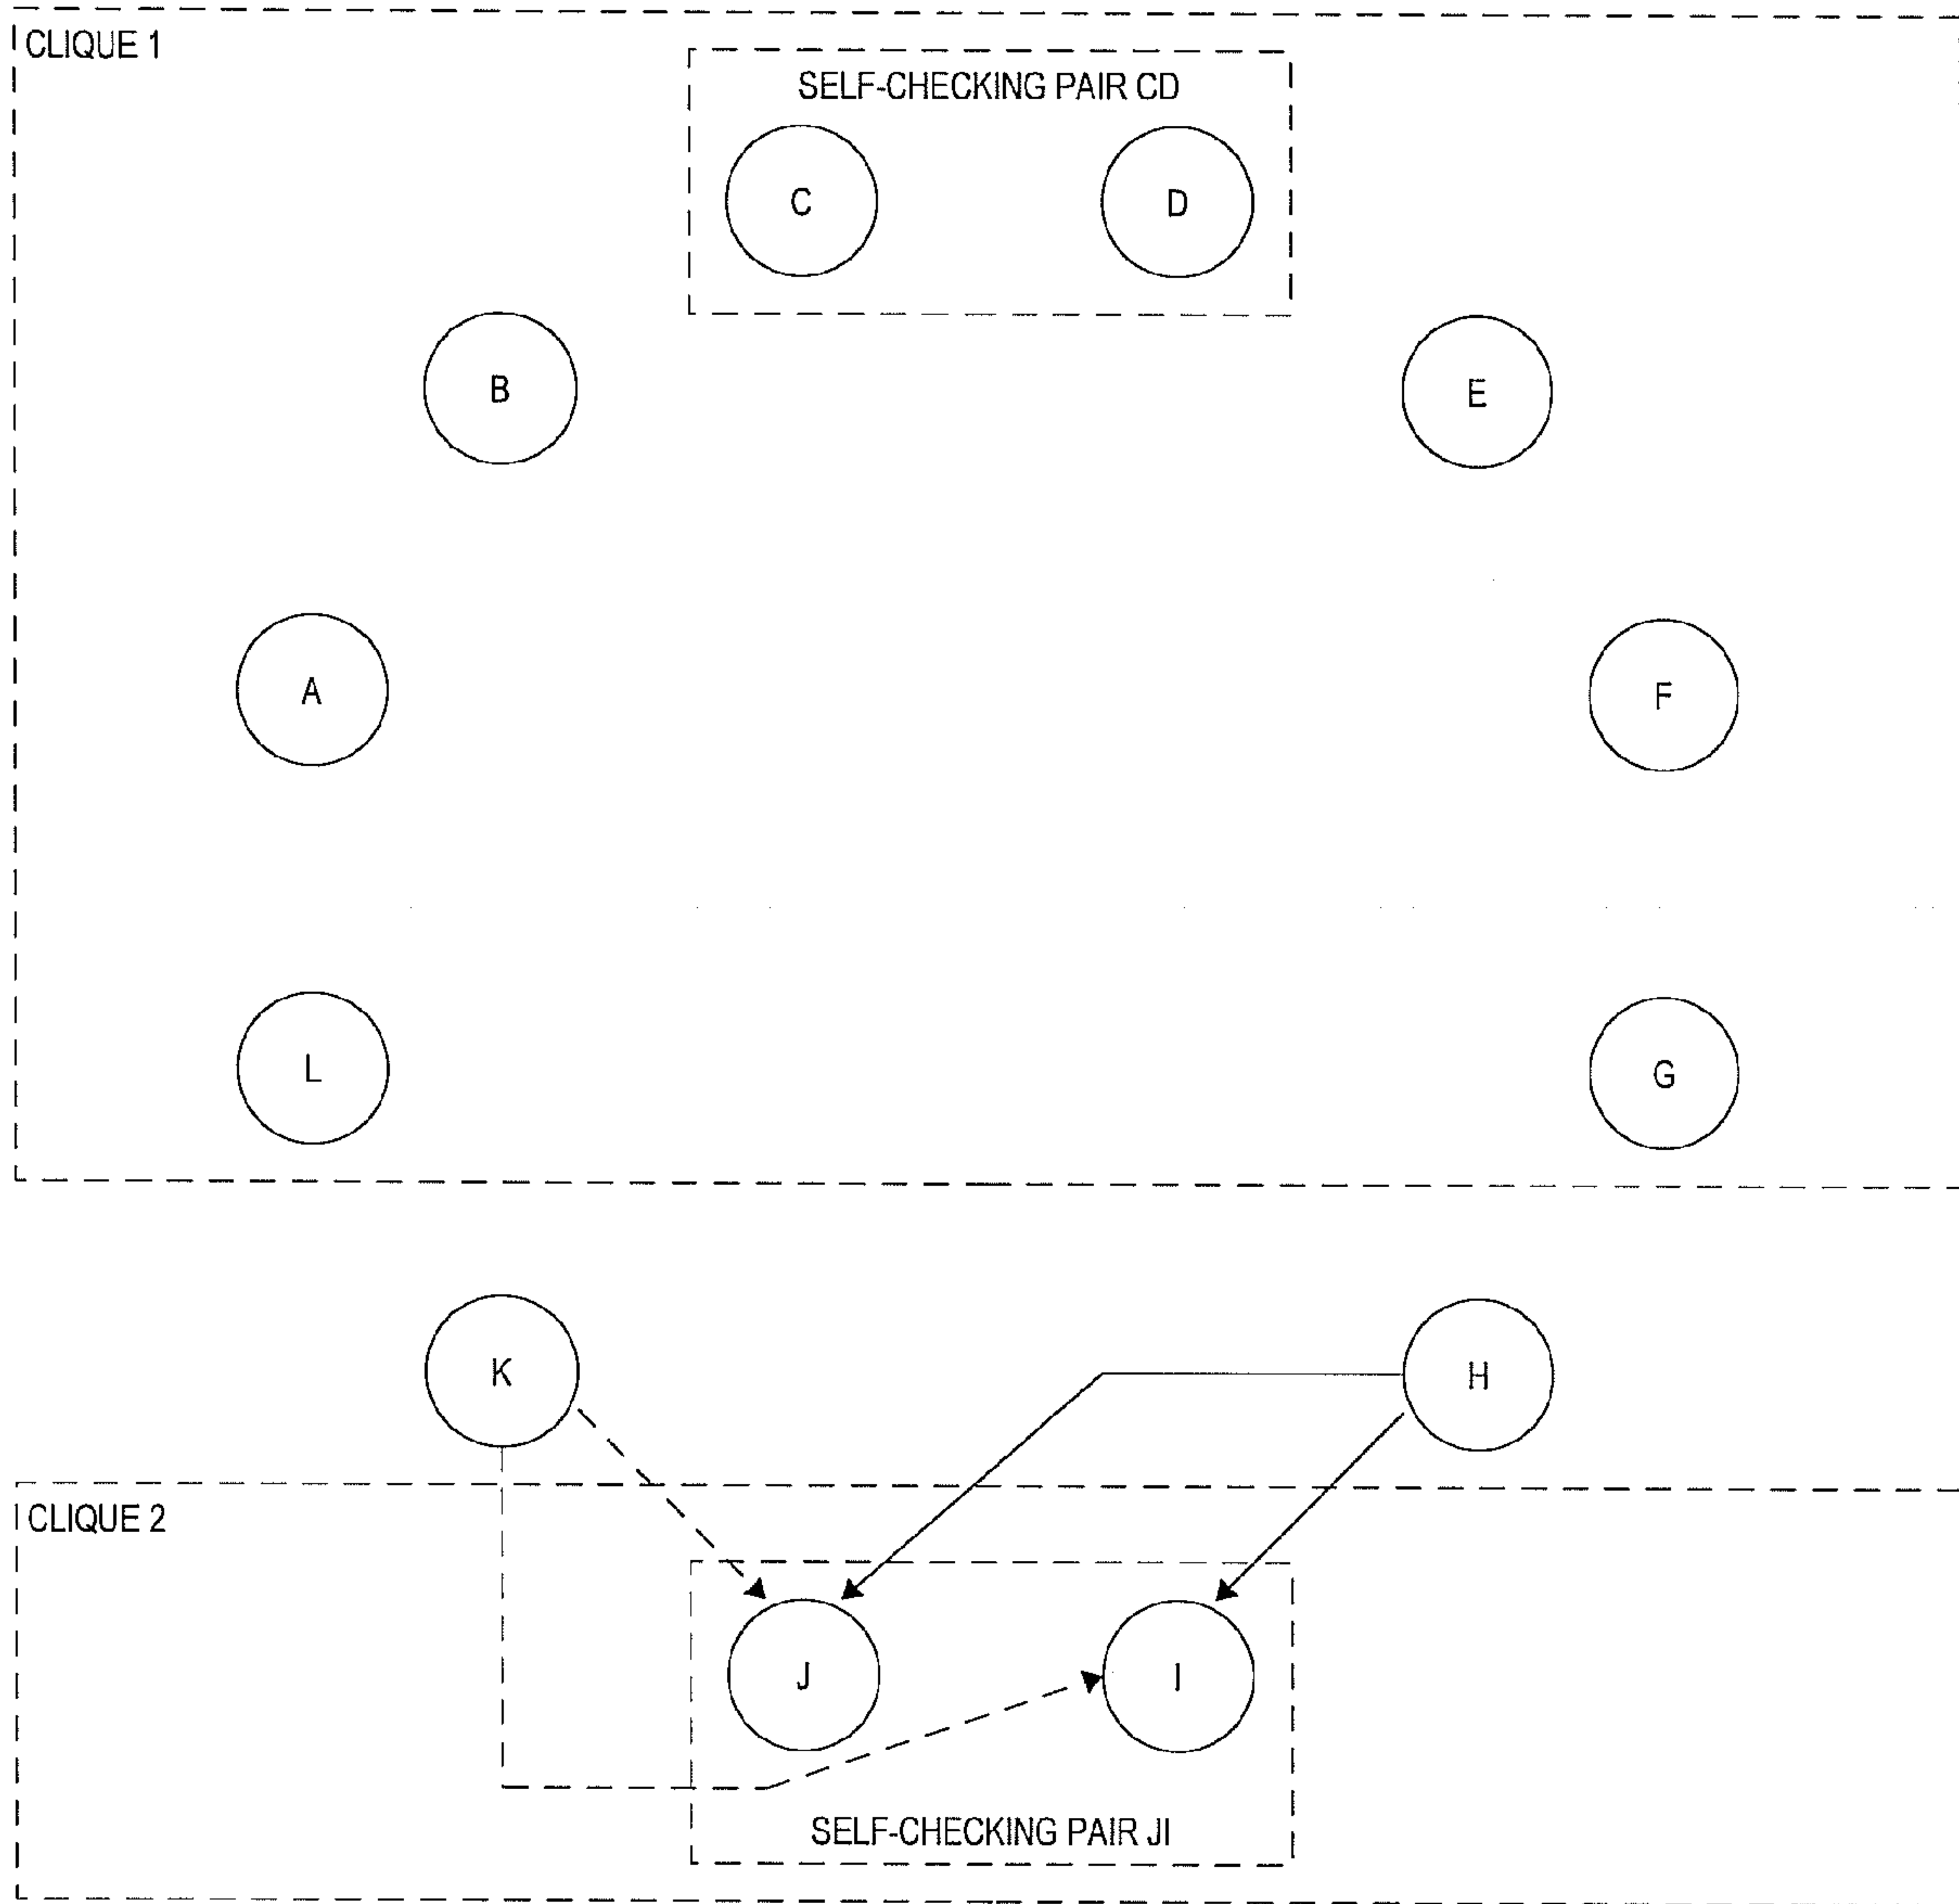 CLIQUE 1
SELF-CHECKING PAIR CD
C
D
B
E
A
F
L
G
K
H
CLIQUE 2
J
I
SELF-CHECKING PAIR JI